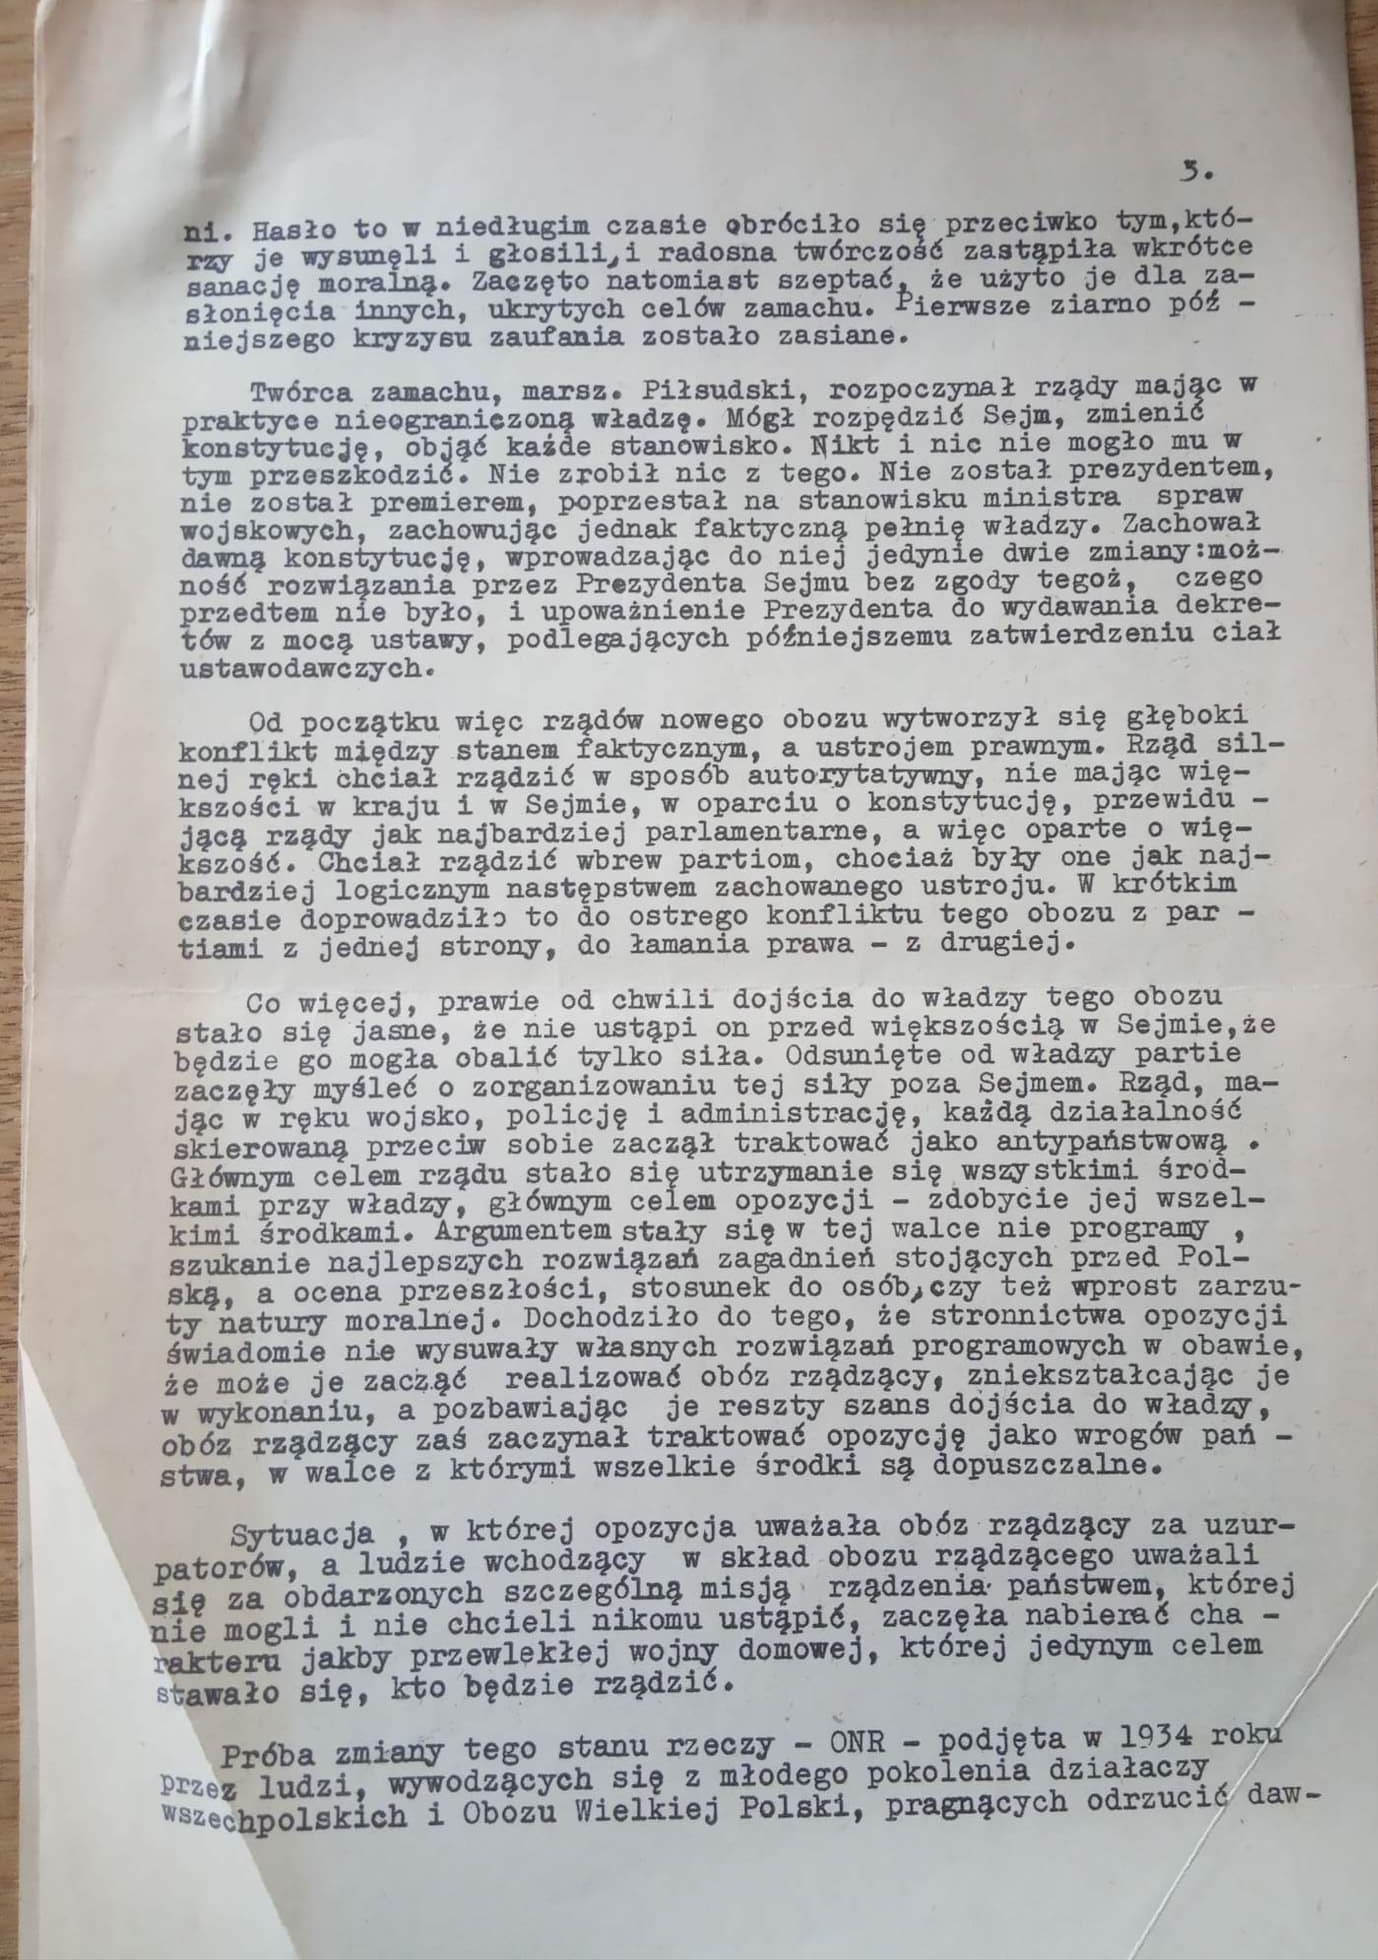 3.
ni. Hasło to w niedługim czasie obróciło się przeciwko tym,któ-
rzy je wysunęli i głosili,i radosna twórczość zastąpiła wkrótce
sanację moralną. Zaczęto natomiast szeptać, że użyto je dla za-
słonięcia innych, ukrytych celów zamachu. Pierwsze ziarno póź -
niejszego kryzysu zaufania zostało zasiane.
Twórca zamachu, marsz. Piłsudski, rozpoczynał rządy mając w
praktyce nieograniczoną władzę. Mógł rozpędzić Sejm, zmienić
konstytucję, objąć każde stanowisko. Nikt i nic nie mogło mu w
tym przeszkodzić. Nie zrobił nic z tego. Nie został prezydentem,
nie został premierem, poprzestał na stanowisku ministra spraw
wojskowych, zachowując jednak faktyczną pełnię władzy. Zachował
dawną konstytucję, wprowadzając do niej jedynie dwie zmiany:moż-
ność rozwiązania przez Prezydenta Sejmu bez zgody tegoż, czego
przedtem nie było, i upoważnienie Prezydenta do wydawania dekre-
tów z mocą ustawy, podlegających późniejszemu zatwierdzeniu ciał
ustawodawczych.
Od początku więc rządów nowego obozu wytworzył się głęboki
konflikt między stanem faktycznym, a ustrojem prawnym. Rząd sil-
nej ręki chciał rządzić w sposób autorytatywny, nie mając wię-
kszości w kraju i w Sejmie, w oparciu o konstytucję, przewidu -
jącą rządy jak najbardziej parlamentarne, a więc oparte o wię-
kszość. Chciał rządzić wbrew partiom, chociaż były one jak naj-
bardziej logicznym następstwem zachowanego ustroju. W krótkim
czasie doprowadziło to do ostrego konfliktu tego obozu z par -
tiami z jednej strony, do łamania prawa - z drugiej.
Co więcej, prawie od chwili dojścia do władzy tego obozu
stało się jasne, że nie ustąpi on przed większością w Sejmie,że
będzie go mogła obalić tylko siła. Odsunięte od władzy partie
zaczęły myśleć o zorganizowaniu tej siły poza Sejmem. Rząd, ma-
jąc w ręku wojsko, policję i administrację, każdą działalność
skierowaną przeciw sobie zaczął traktować jako antypaństwową .
Głównym celem rządu stało się utrzymanie się wszystkimi środ-
kami przy władzy, głównym celem opozycji - zdobycie jej wszel-
kimi środkami. Argumentem stały się w tej walce nie programy ,
szukanie najlepszych rozwiązań zagadnień stojących przed Pol-
ską, a ocena przeszłości, stosunek do osób,czy też wprost zarzu-
ty natury moralnej. Dochodziło do tego, że stronnictwa opozycji
świadomie nie wysuwały własnych rozwiązań programowych w obawie,
że może je zacząć realizować obóz rządzący, zniekształcając je
w wykonaniu, a pozbawiając je reszty szans dojścia do władzy,
obóz rządzący zaś zaczynał traktować opozycję jako wrogów pań -
stwa, w walce z którymi wszelkie środki są dopuszczalne.
Sytuacja , w której opozycja uważała obóz rządzący za uzur-
patorów, a ludzie wchodzący w skład obozu rządzącego uważali
się za obdarzonych szczególną misją rządzenia państwem, której
nie mogli i nie chcieli nikomu ustąpić, zaczęła nabierać cha -
rakteru jakby przewlekłej wojny domowej, której jedynym celem
stawało się, kto będzie rządzić.
Próba zmiany tego stanu rzeczy - ONR - podjęta w 1934 roku
przez ludzi, wywodzących się z młodego pokolenia działaczy
wszechpolskich i Obozu Wielkiej Polski, pragnących odrzucić daw-